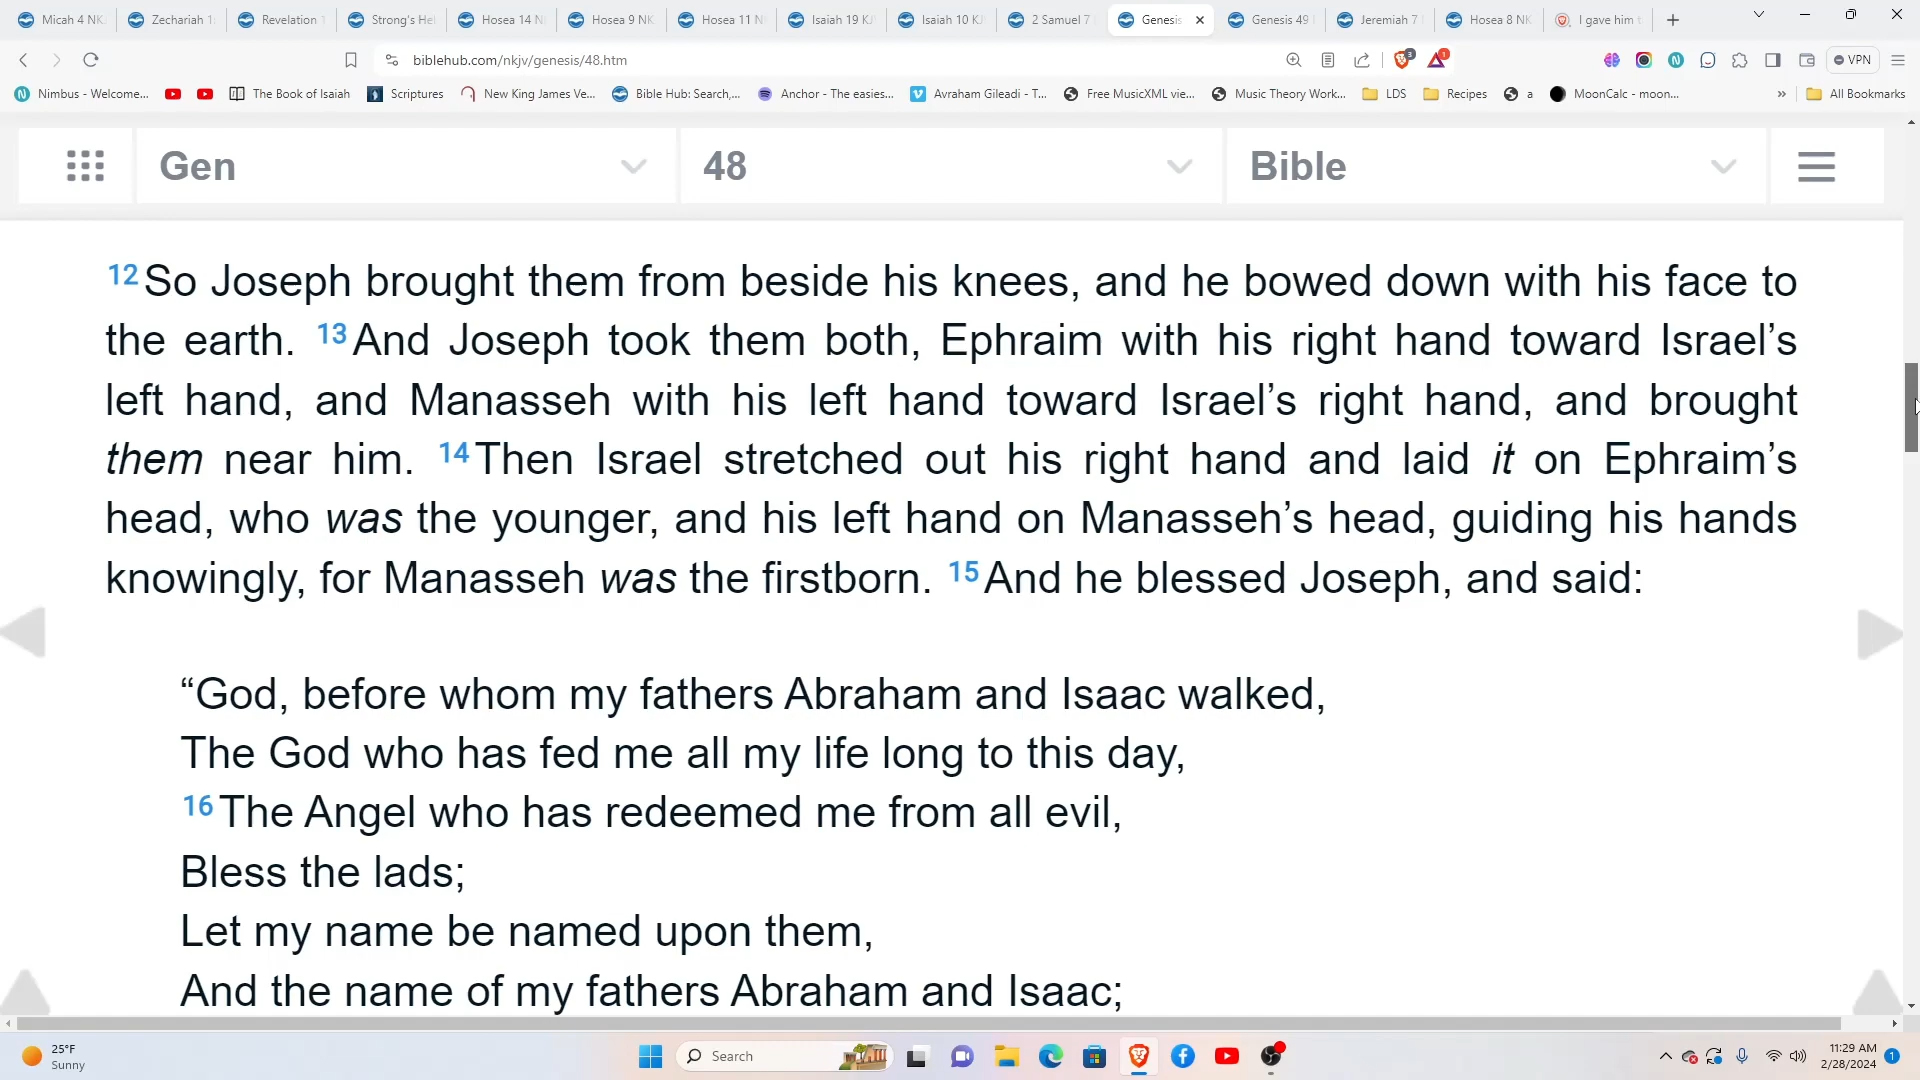 Micah 4 NK
Zechariah 1
Revelation 1
Strong's He
Hosea 14 N
Hosea 9 NK
Hosea 11 N
Isaiah 19 KJ
Isaiah 10 KJ
2 Samuel 7
Genesis
Genesis 49
Jeremiah 7
Hosea 8 NK
I gave him t
biblehub.com/nkjv/genesis/48.htm
3
1
VPN
Nimbus - Welcome...
The Book of Isaiah
Scriptures
New King James Ve...
Bible Hub: Search,...
Anchor - The easies...
Avraham Gileadi - T...
Free MusicXML vie...
Music Theory Work...
LDS
Recipes
a
MoonCalc - moon...
All Bookmarks
Gen
48
Bible
12 So Joseph brought them from beside his knees, and he bowed down with his face to
the earth. 13 And Joseph took them both, Ephraim with his right hand toward Israel’s
left hand, and Manasseh with his left hand toward Israel’s right hand, and brought
them near him. 14 Then Israel stretched out his right hand and laid it on Ephraim’s
head, who was the younger, and his left hand on Manasseh’s head, guiding his hands
knowingly, for Manasseh was the firstborn. 15 And he blessed Joseph, and said:
“God, before whom my fathers Abraham and Isaac walked,
The God who has fed me all my life long to this day,
16 The Angel who has redeemed me from all evil,
Bless the lads;
Let my name be named upon them,
And the name of my fathers Abraham and Isaac;
25°F
Sunny
Search
11:29 AM
2/28/2024
1